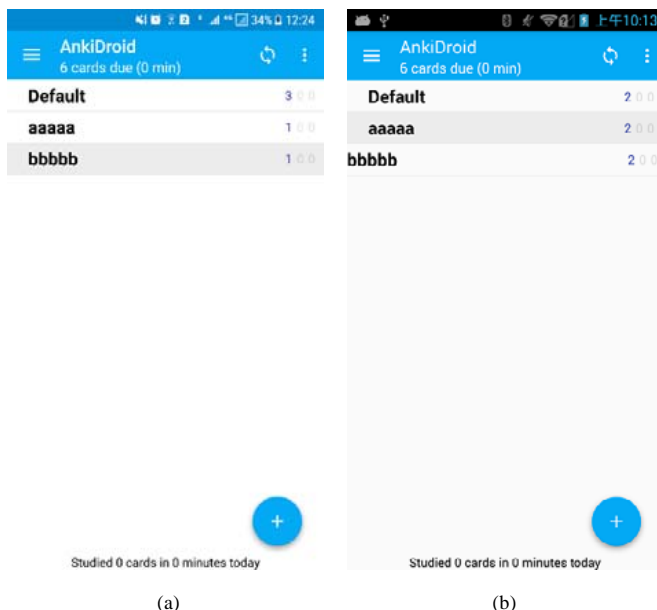 34% 12:24
AnkiDroid
6 cards due (0 min)
Default 3 0 0
aaaaa 1 0 0
bbbbb 1 0 0
+
Studied 0 cards in 0 minutes today
(a)
上午10:13
AnkiDroid
6 cards due (0 min)
Default 2 0 0
aaaaa 2 0 0
bbbbb 2 0 0
+
Studied 0 cards in 0 minutes today
(b)